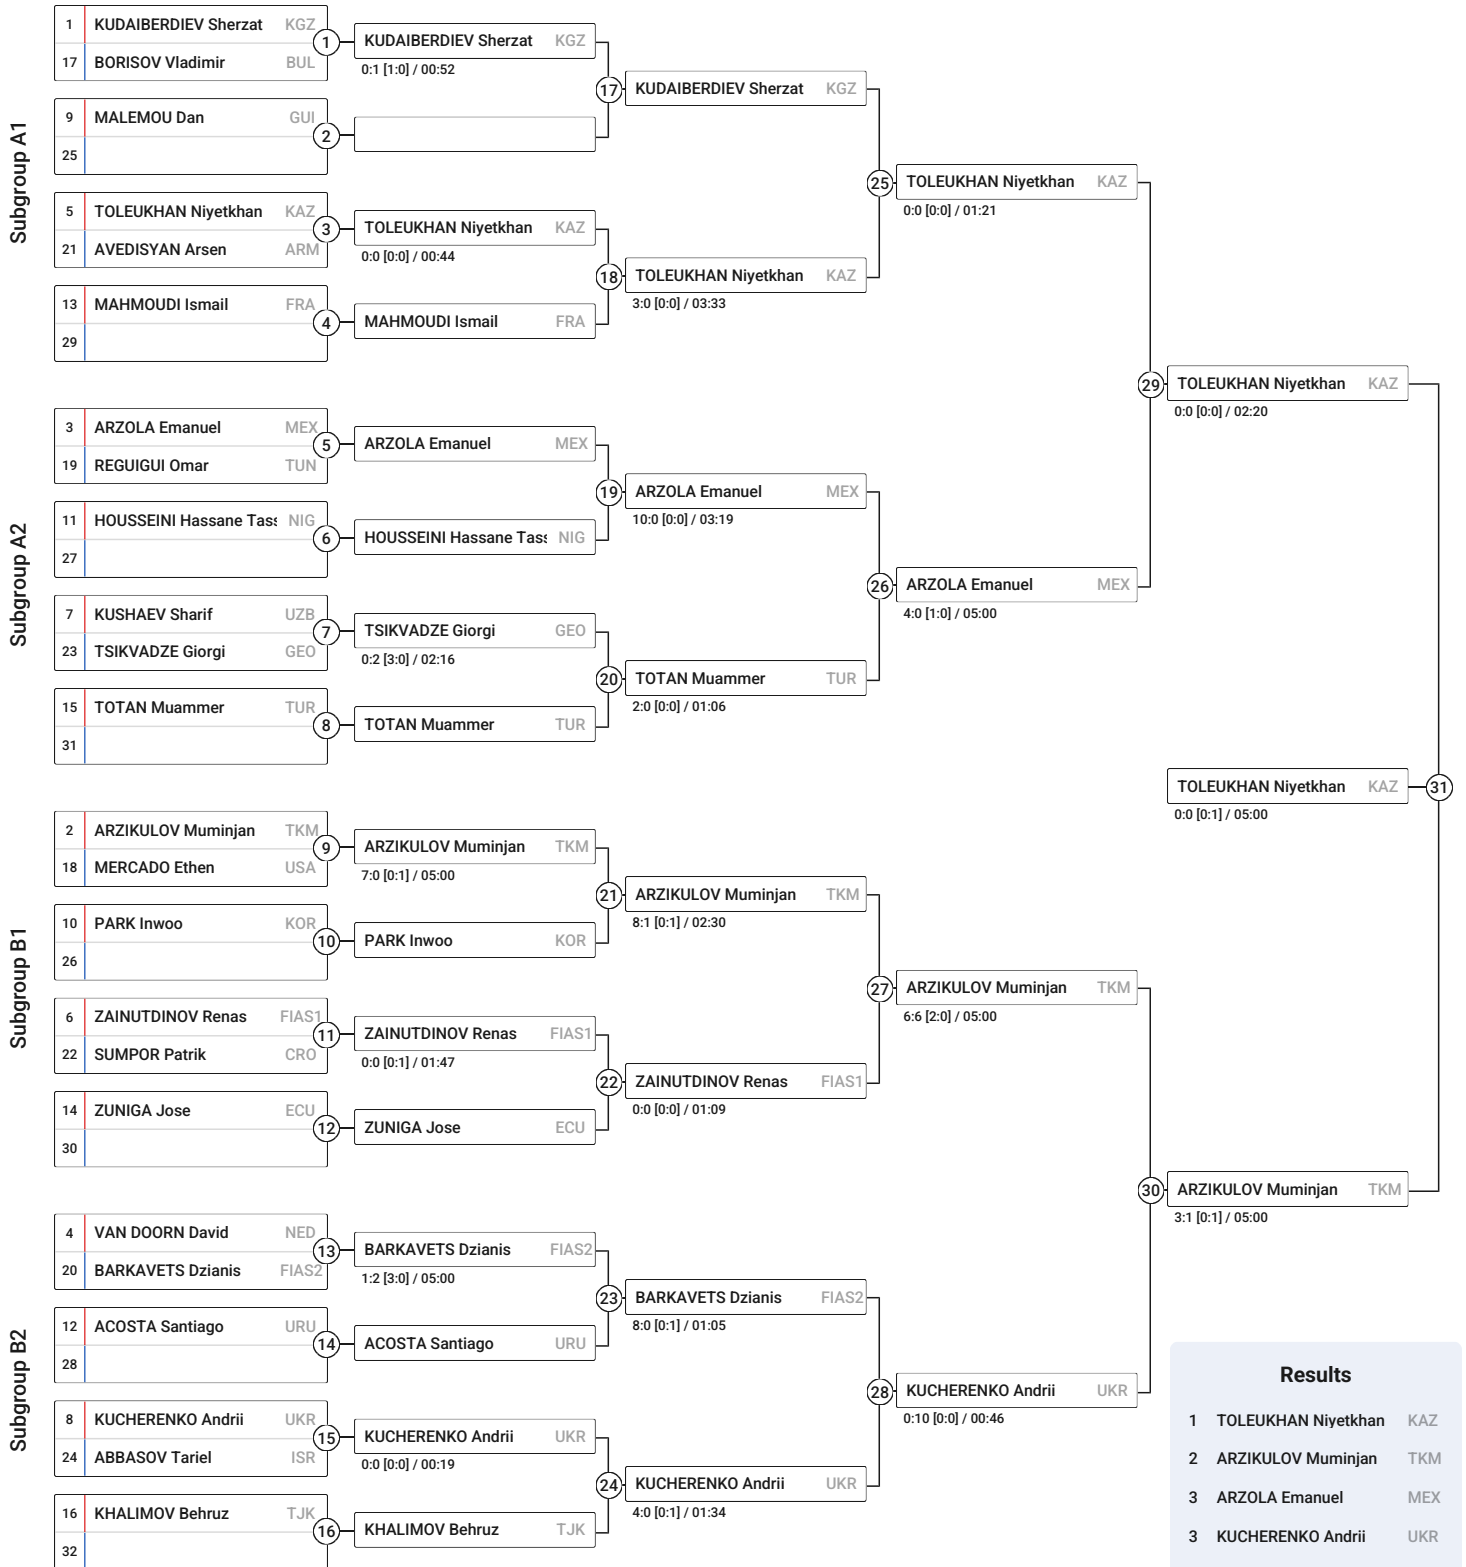 Subgroup A1
1 KUDAIBERDIEV Sherzat KGZ
17 BORISOV Vladimir BUL
1
9 MALEMOU Dan GUI
25
2
5 TOLEUKHAN Niyetkhan KAZ
21 AVEDISYAN Arsen ARM
3
13 MAHMOUDI Ismail FRA
29
4
KUDAIBERDIEV Sherzat KGZ
0:1 [1:0] / 00:52
17
TOLEUKHAN Niyetkhan KAZ
0:0 [0:0] / 00:44
18
MAHMOUDI Ismail FRA
KUDAIBERDIEV Sherzat KGZ
25
TOLEUKHAN Niyetkhan KAZ
3:0 [0:0] / 03:33
TOLEUKHAN Niyetkhan KAZ
0:0 [0:0] / 01:21
Subgroup A2
3 ARZOLA Emanuel MEX
19 REGUIGUI Omar TUN
5
11 HOUSSEINI Hassane Tass NIG
27
6
7 KUSHAEV Sharif UZB
23 TSIKVADZE Giorgi GEO
7
15 TOTAN Muammer TUR
31
8
ARZOLA Emanuel MEX
19
HOUSSEINI Hassane Tass NIG
TSIKVADZE Giorgi GEO
0:2 [3:0] / 02:16
20
TOTAN Muammer TUR
ARZOLA Emanuel MEX
10:0 [0:0] / 03:19
26
TOTAN Muammer TUR
2:0 [0:0] / 01:06
ARZOLA Emanuel MEX
4:0 [1:0] / 05:00
29
TOLEUKHAN Niyetkhan KAZ
0:0 [0:0] / 02:20
Subgroup B1
2 ARZIKULOV Muminjan TKM
18 MERCADO Ethen USA
9
10 PARK Inwoo KOR
26
10
6 ZAINUTDINOV Renas FIAS1
22 SUMPOR Patrik CRO
11
14 ZUNIGA Jose ECU
30
12
ARZIKULOV Muminjan TKM
7:0 [0:1] / 05:00
21
PARK Inwoo KOR
ZAINUTDINOV Renas FIAS1
0:0 [0:1] / 01:47
22
ZUNIGA Jose ECU
ARZIKULOV Muminjan TKM
8:1 [0:1] / 02:30
27
ZAINUTDINOV Renas FIAS1
0:0 [0:0] / 01:09
ARZIKULOV Muminjan TKM
6:6 [2:0] / 05:00
TOLEUKHAN Niyetkhan KAZ
31
0:0 [0:1] / 05:00
Subgroup B2
4 VAN DOORN David NED
20 BARKAVETS Dzianis FIAS2
13
12 ACOSTA Santiago URU
28
14
8 KUCHERENKO Andrii UKR
24 ABBASOV Tariel ISR
15
16 KHALIMOV Behruz TJK
32
16
BARKAVETS Dzianis FIAS2
1:2 [3:0] / 05:00
23
ACOSTA Santiago URU
KUCHERENKO Andrii UKR
0:0 [0:0] / 00:19
24
KHALIMOV Behruz TJK
BARKAVETS Dzianis FIAS2
8:0 [0:1] / 01:05
28
KUCHERENKO Andrii UKR
4:0 [0:1] / 01:34
KUCHERENKO Andrii UKR
0:10 [0:0] / 00:46
30
ARZIKULOV Muminjan TKM
3:1 [0:1] / 05:00
Results
1 TOLEUKHAN Niyetkhan KAZ
2 ARZIKULOV Muminjan TKM
3 ARZOLA Emanuel MEX
3 KUCHERENKO Andrii UKR